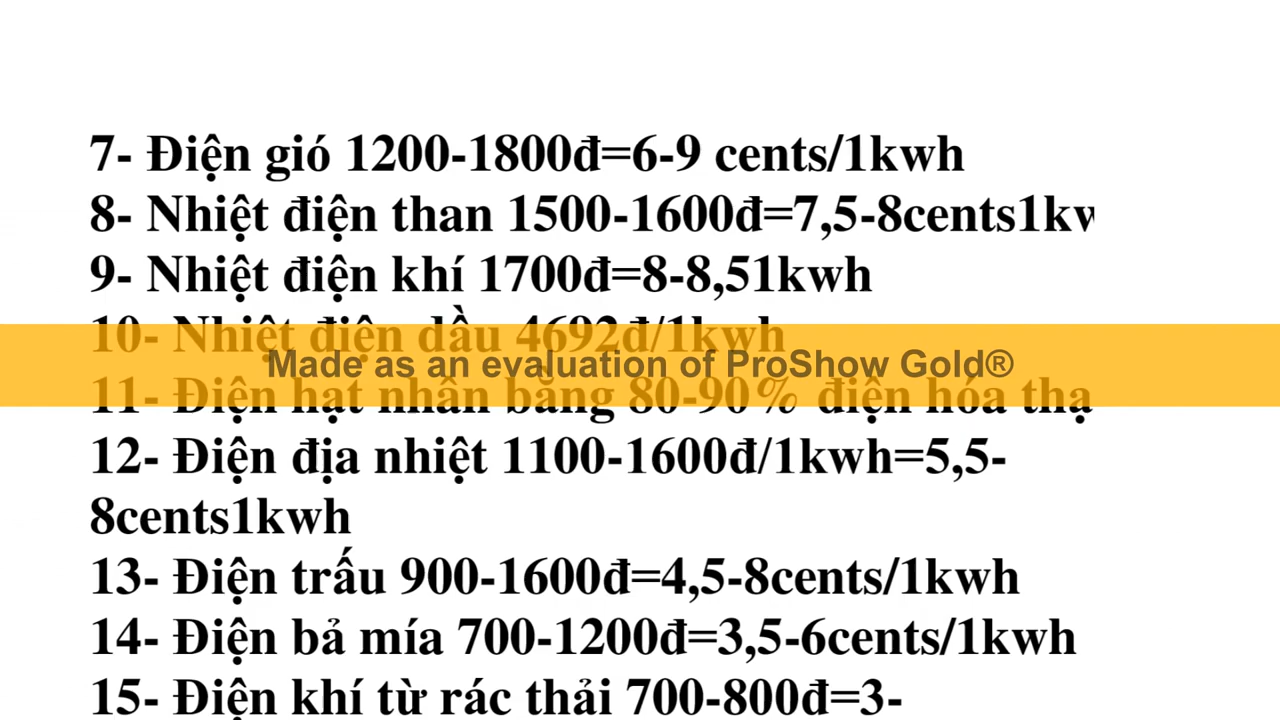 7- Điện gió 1200-1800đ=6-9 cents/1kwh
8- Nhiệt điện than 1500-1600đ=7,5-8cents1kw
9- Nhiệt điện khí 1700đ=8-8,51kwh
10- Nhiệt điện dầu 4692đ/1kwh
Made as an evaluation of ProShow Gold®
11- Điện hạt nhân bằng 80-90% điện hóa thạ
12- Điện địa nhiệt 1100-1600đ/1kwh=5,5-
8cents1kwh
13- Điện trấu 900-1600đ=4,5-8cents/1kwh
14- Điện bả mía 700-1200đ=3,5-6cents/1kwh
15- Điện khí từ rác thải 700-800đ=3-